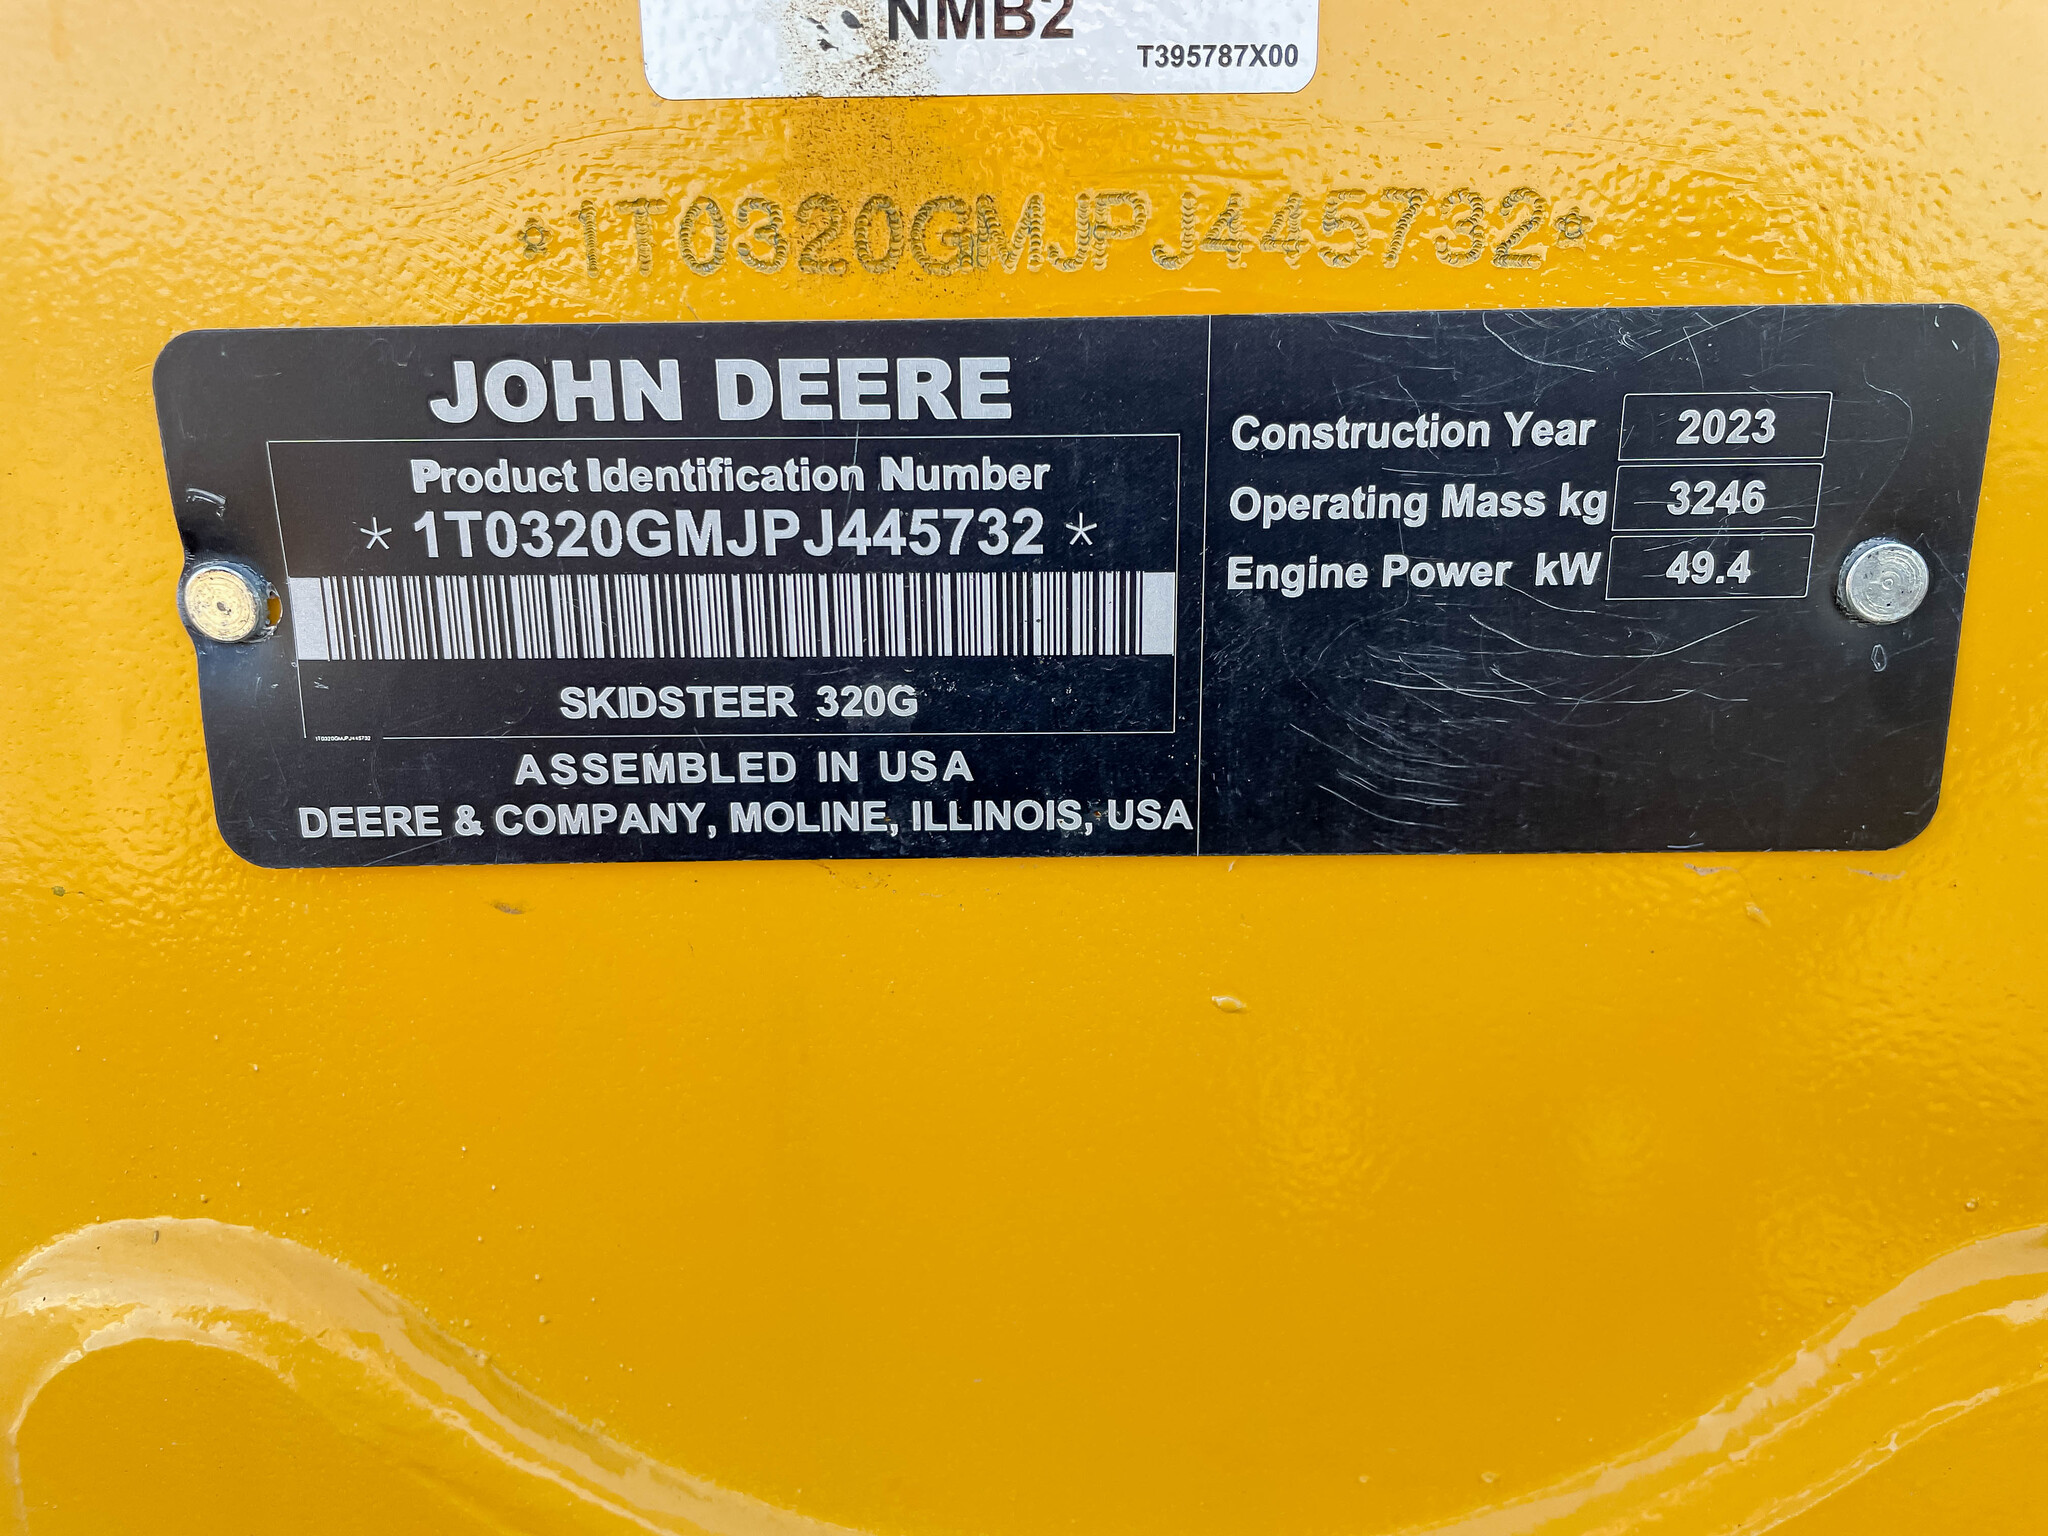 NMB2
T395787X00
*1T0320GMJPJ445732*
JOHN DEERE
Product Identification Number
* 1T0320GMJPJ445732 *
SKIDSTEER 320G
1T0320GMJPJ445732
ASSEMBLED IN USA
DEERE & COMPANY, MOLINE, ILLINOIS, USA
Construction Year 2023
Operating Mass kg 3246
Engine Power kW 49.4